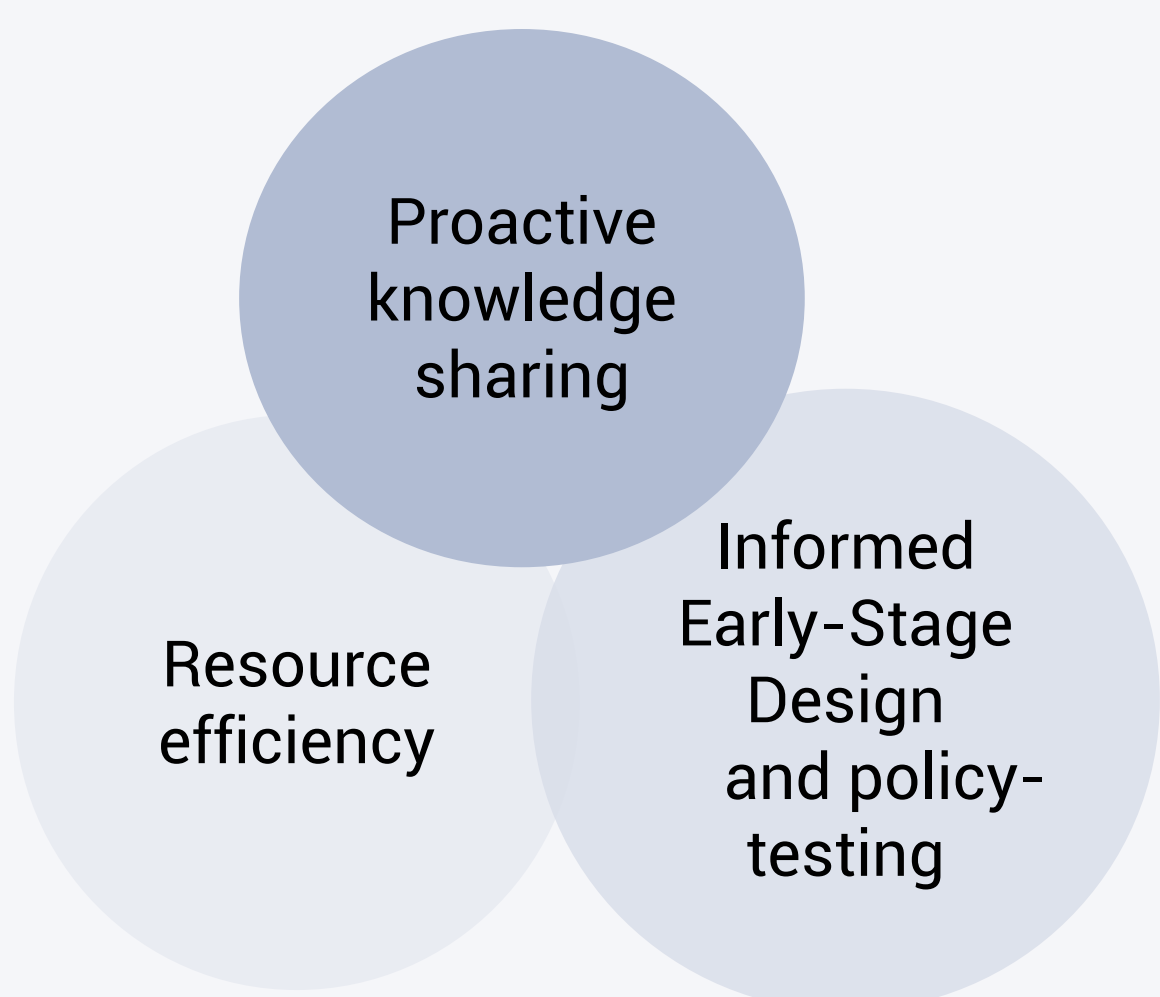 Proactive
knowledge
sharing
Resource
efficiency
Informed
Early-Stage
Design
and policy-
testing